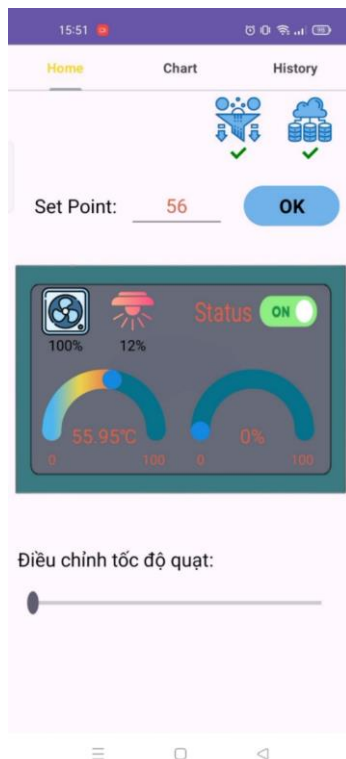 15:51
Home Chart History
Set Point: 56 OK
Status ON
100% 12%
55.95°C 0%
0 100 0 100
Điều chỉnh tốc độ quạt: